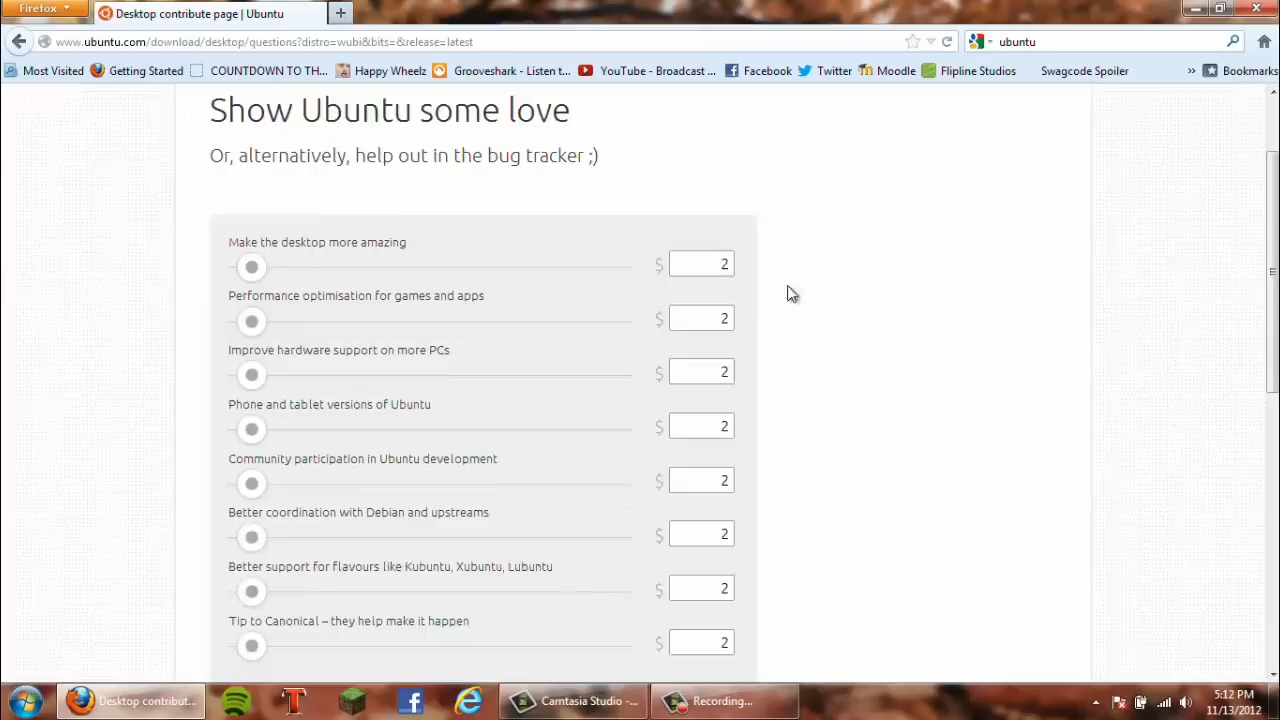 Firefox
Desktop contribute page | Ubuntu
www.ubuntu.com/download/desktop/questions?distro=wubi&bits=&release=latest
ubuntu
Most Visited
Getting Started
COUNTDOWN TO TH...
Happy Wheels
Grooveshark - Listen t...
YouTube - Broadcast ...
Facebook
Twitter
Moodle
Flipline Studios
Swagcode Spoiler
»
Bookmarks
Show Ubuntu some love
Or, alternatively, help out in the bug tracker ;)
Make the desktop more amazing
$ 2
Performance optimisation for games and apps
$ 2
Improve hardware support on more PCs
$ 2
Phone and tablet versions of Ubuntu
$ 2
Community participation in Ubuntu development
$ 2
Better coordination with Debian and upstreams
$ 2
Better support for flavours like Kubuntu, Xubuntu, Lubuntu
$ 2
Tip to Canonical – they help make it happen
$ 2
Desktop contribut...
Camtasia Studio -...
Recording...
5:12 PM
11/13/2012